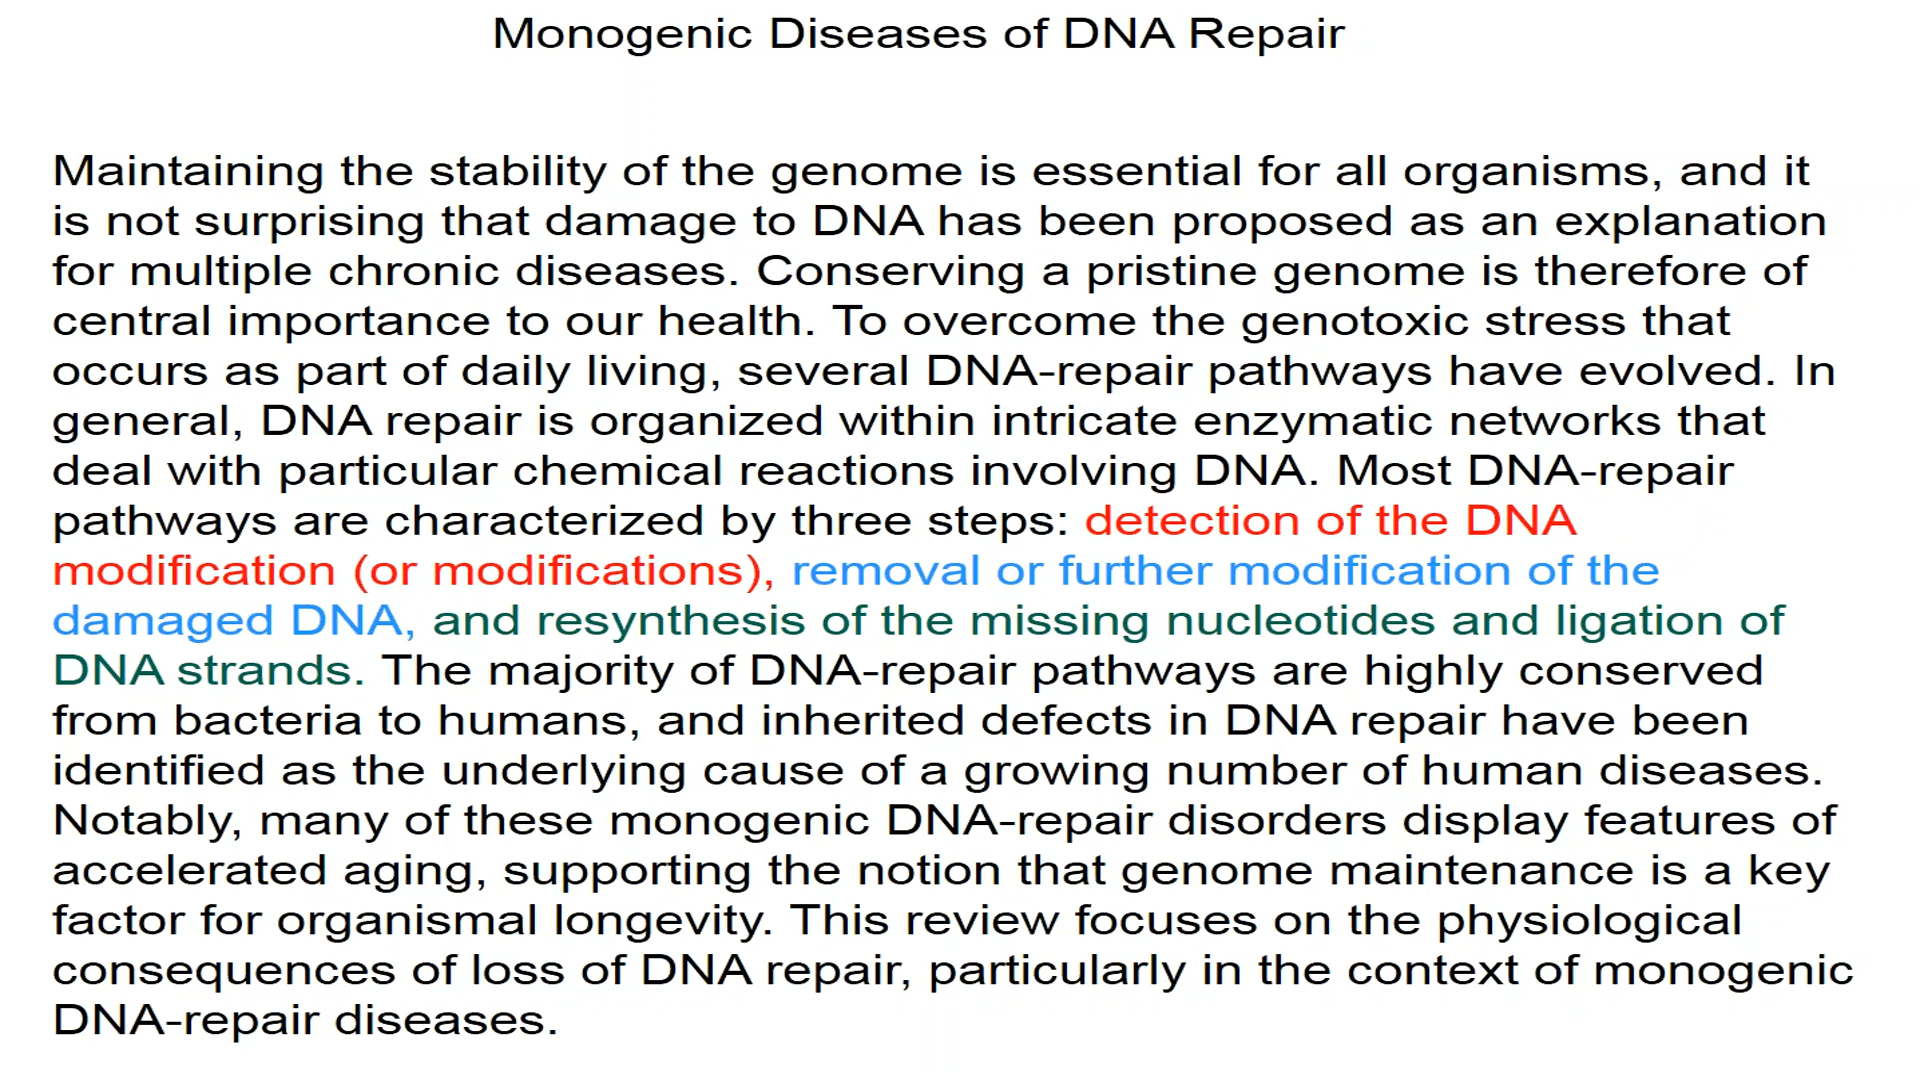 Monogenic Diseases of DNA Repair
Maintaining the stability of the genome is essential for all organisms, and it
is not surprising that damage to DNA has been proposed as an explanation
for multiple chronic diseases. Conserving a pristine genome is therefore of
central importance to our health. To overcome the genotoxic stress that
occurs as part of daily living, several DNA-repair pathways have evolved. In
general, DNA repair is organized within intricate enzymatic networks that
deal with particular chemical reactions involving DNA. Most DNA-repair
pathways are characterized by three steps: detection of the DNA
modification (or modifications), removal or further modification of the
damaged DNA, and resynthesis of the missing nucleotides and ligation of
DNA strands. The majority of DNA-repair pathways are highly conserved
from bacteria to humans, and inherited defects in DNA repair have been
identified as the underlying cause of a growing number of human diseases.
Notably, many of these monogenic DNA-repair disorders display features of
accelerated aging, supporting the notion that genome maintenance is a key
factor for organismal longevity. This review focuses on the physiological
consequences of loss of DNA repair, particularly in the context of monogenic
DNA-repair diseases.